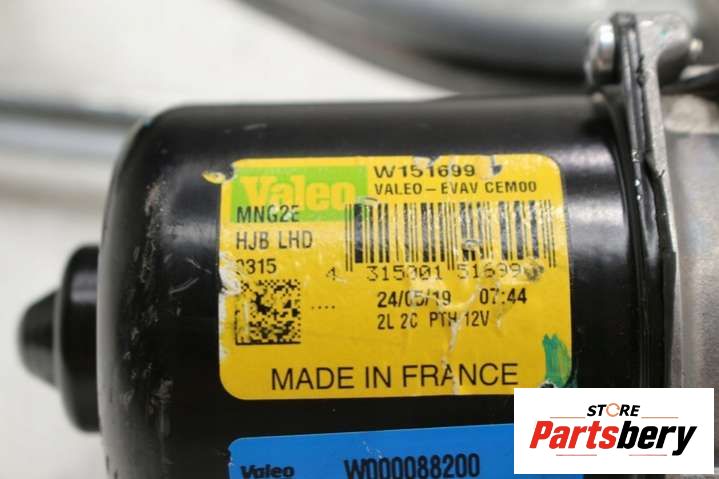 Valeo
W151699
VALEO-EVAV CEM00
MNG2E
HJB LHD
0315
4 315001 516990
.... 24/05/19 07:44
2L 2C PTH 12V
MADE IN FRANCE
Valeo W000088200
STORE
Partsbery